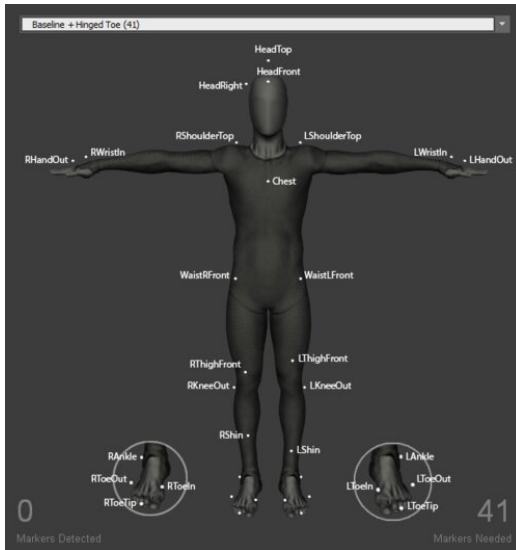 Baseline + Hinged Toe (41)
HeadTop
HeadFront
HeadRight
RShoulderTop
LShoulderTop
RHandOut
RWristIn
LWristIn
LHandOut
Chest
WaistRFront
WaistLFront
RThighFront
LThighFront
RKneeOut
LKneeOut
RShin
LShin
RAnkle
LAnkle
RToeOut
RToeIn
LToeIn
LToeOut
RToeTip
LToeTip
0
41
Markers Detected
Markers Needed